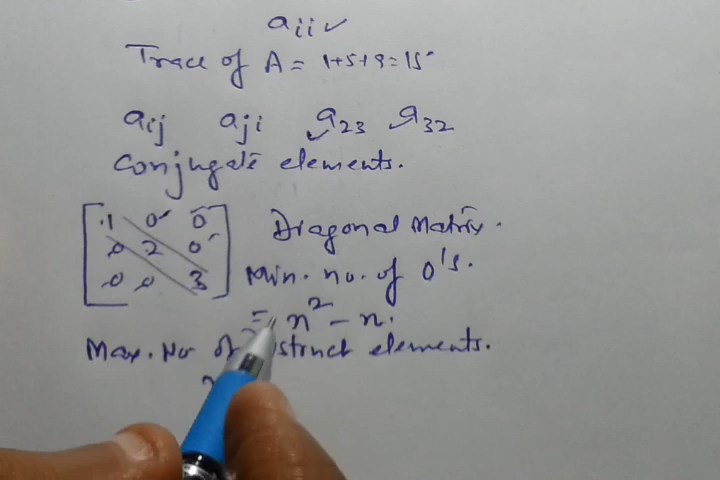 aii ✓
Trace of A = 1+5+9=15
aij aji a23 a32
Conjugate elements.
1 0 0
0 2 0
0 0 3
Diagonal Matrix.
Min. no. of 0's.
= n² - n.
Max. No of distinct elements.